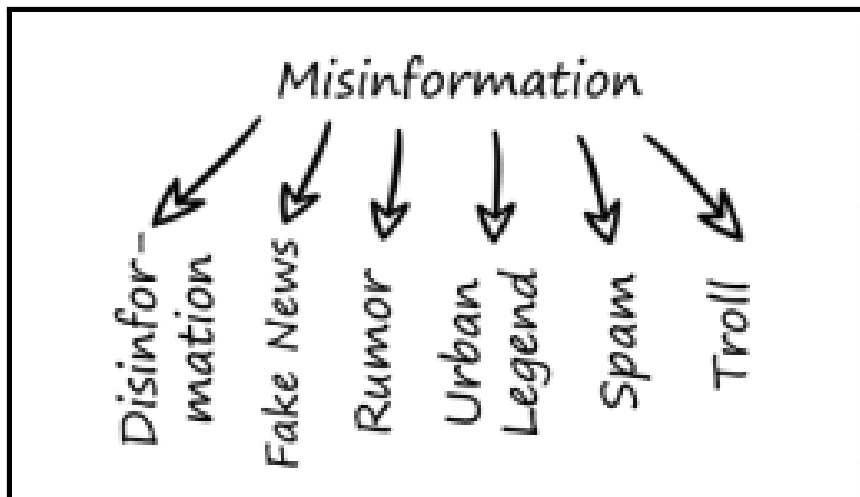 Misinformation
Disinfor-
mation
Fake News
Rumor
Urban
Legend
Spam
Troll